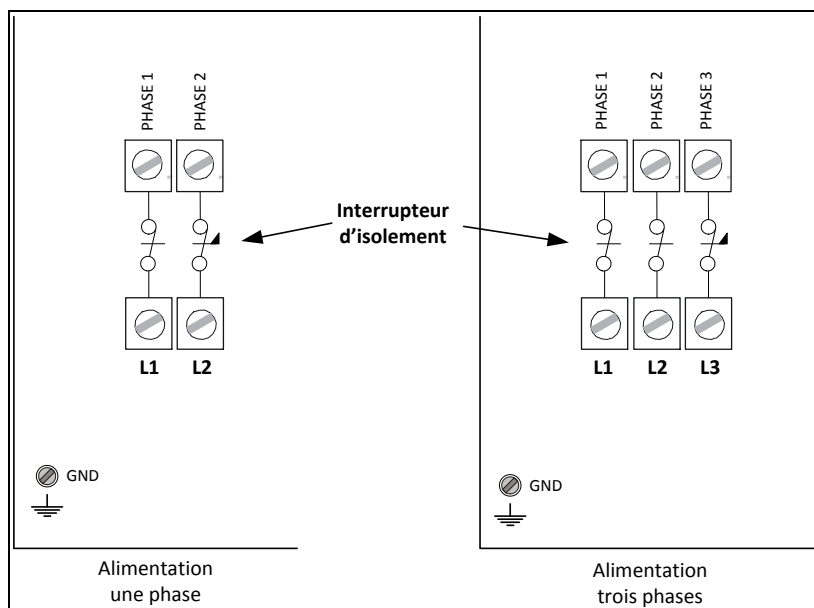 PHASE 1
PHASE 2
L1
L2
GND
Alimentation
une phase
Interrupteur
d'isolement
PHASE 1
PHASE 2
PHASE 3
L1
L2
L3
GND
Alimentation
trois phases